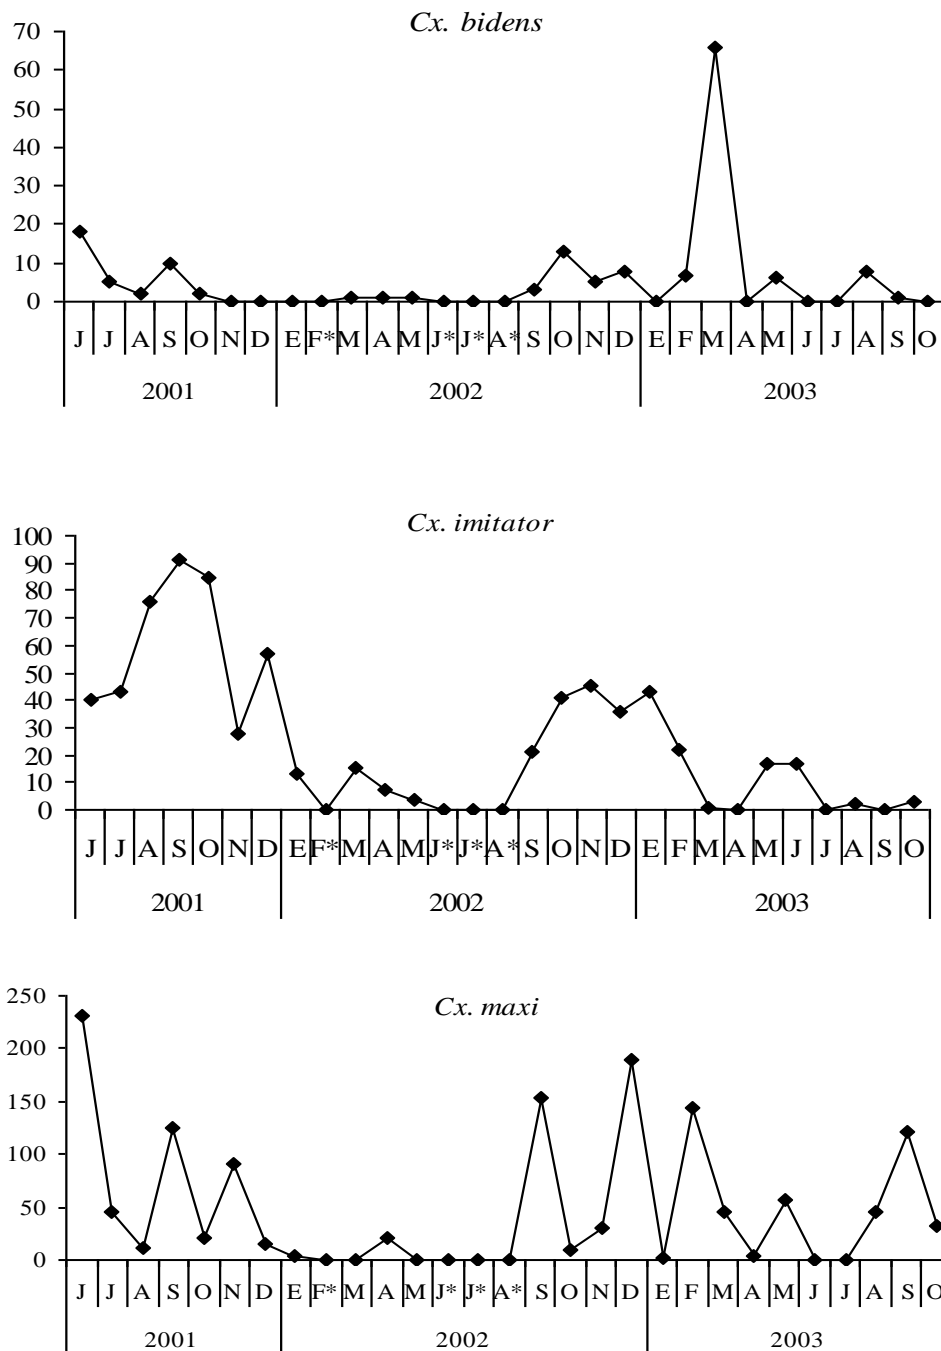 Cx. bidens
70
60
50
40
30
20
10
0
J J A S O N D E F* M A M J* J* A* S O N D E F M A M J J A S O
2001 2002 2003
Cx. imitator
100
90
80
70
60
50
40
30
20
10
0
J J A S O N D E F* M A M J* J* A* S O N D E F M A M J J A S O
2001 2002 2003
Cx. maxi
250
200
150
100
50
0
J J A S O N D E F* M A M J* J* A* S O N D E F M A M J J A S O
2001 2002 2003